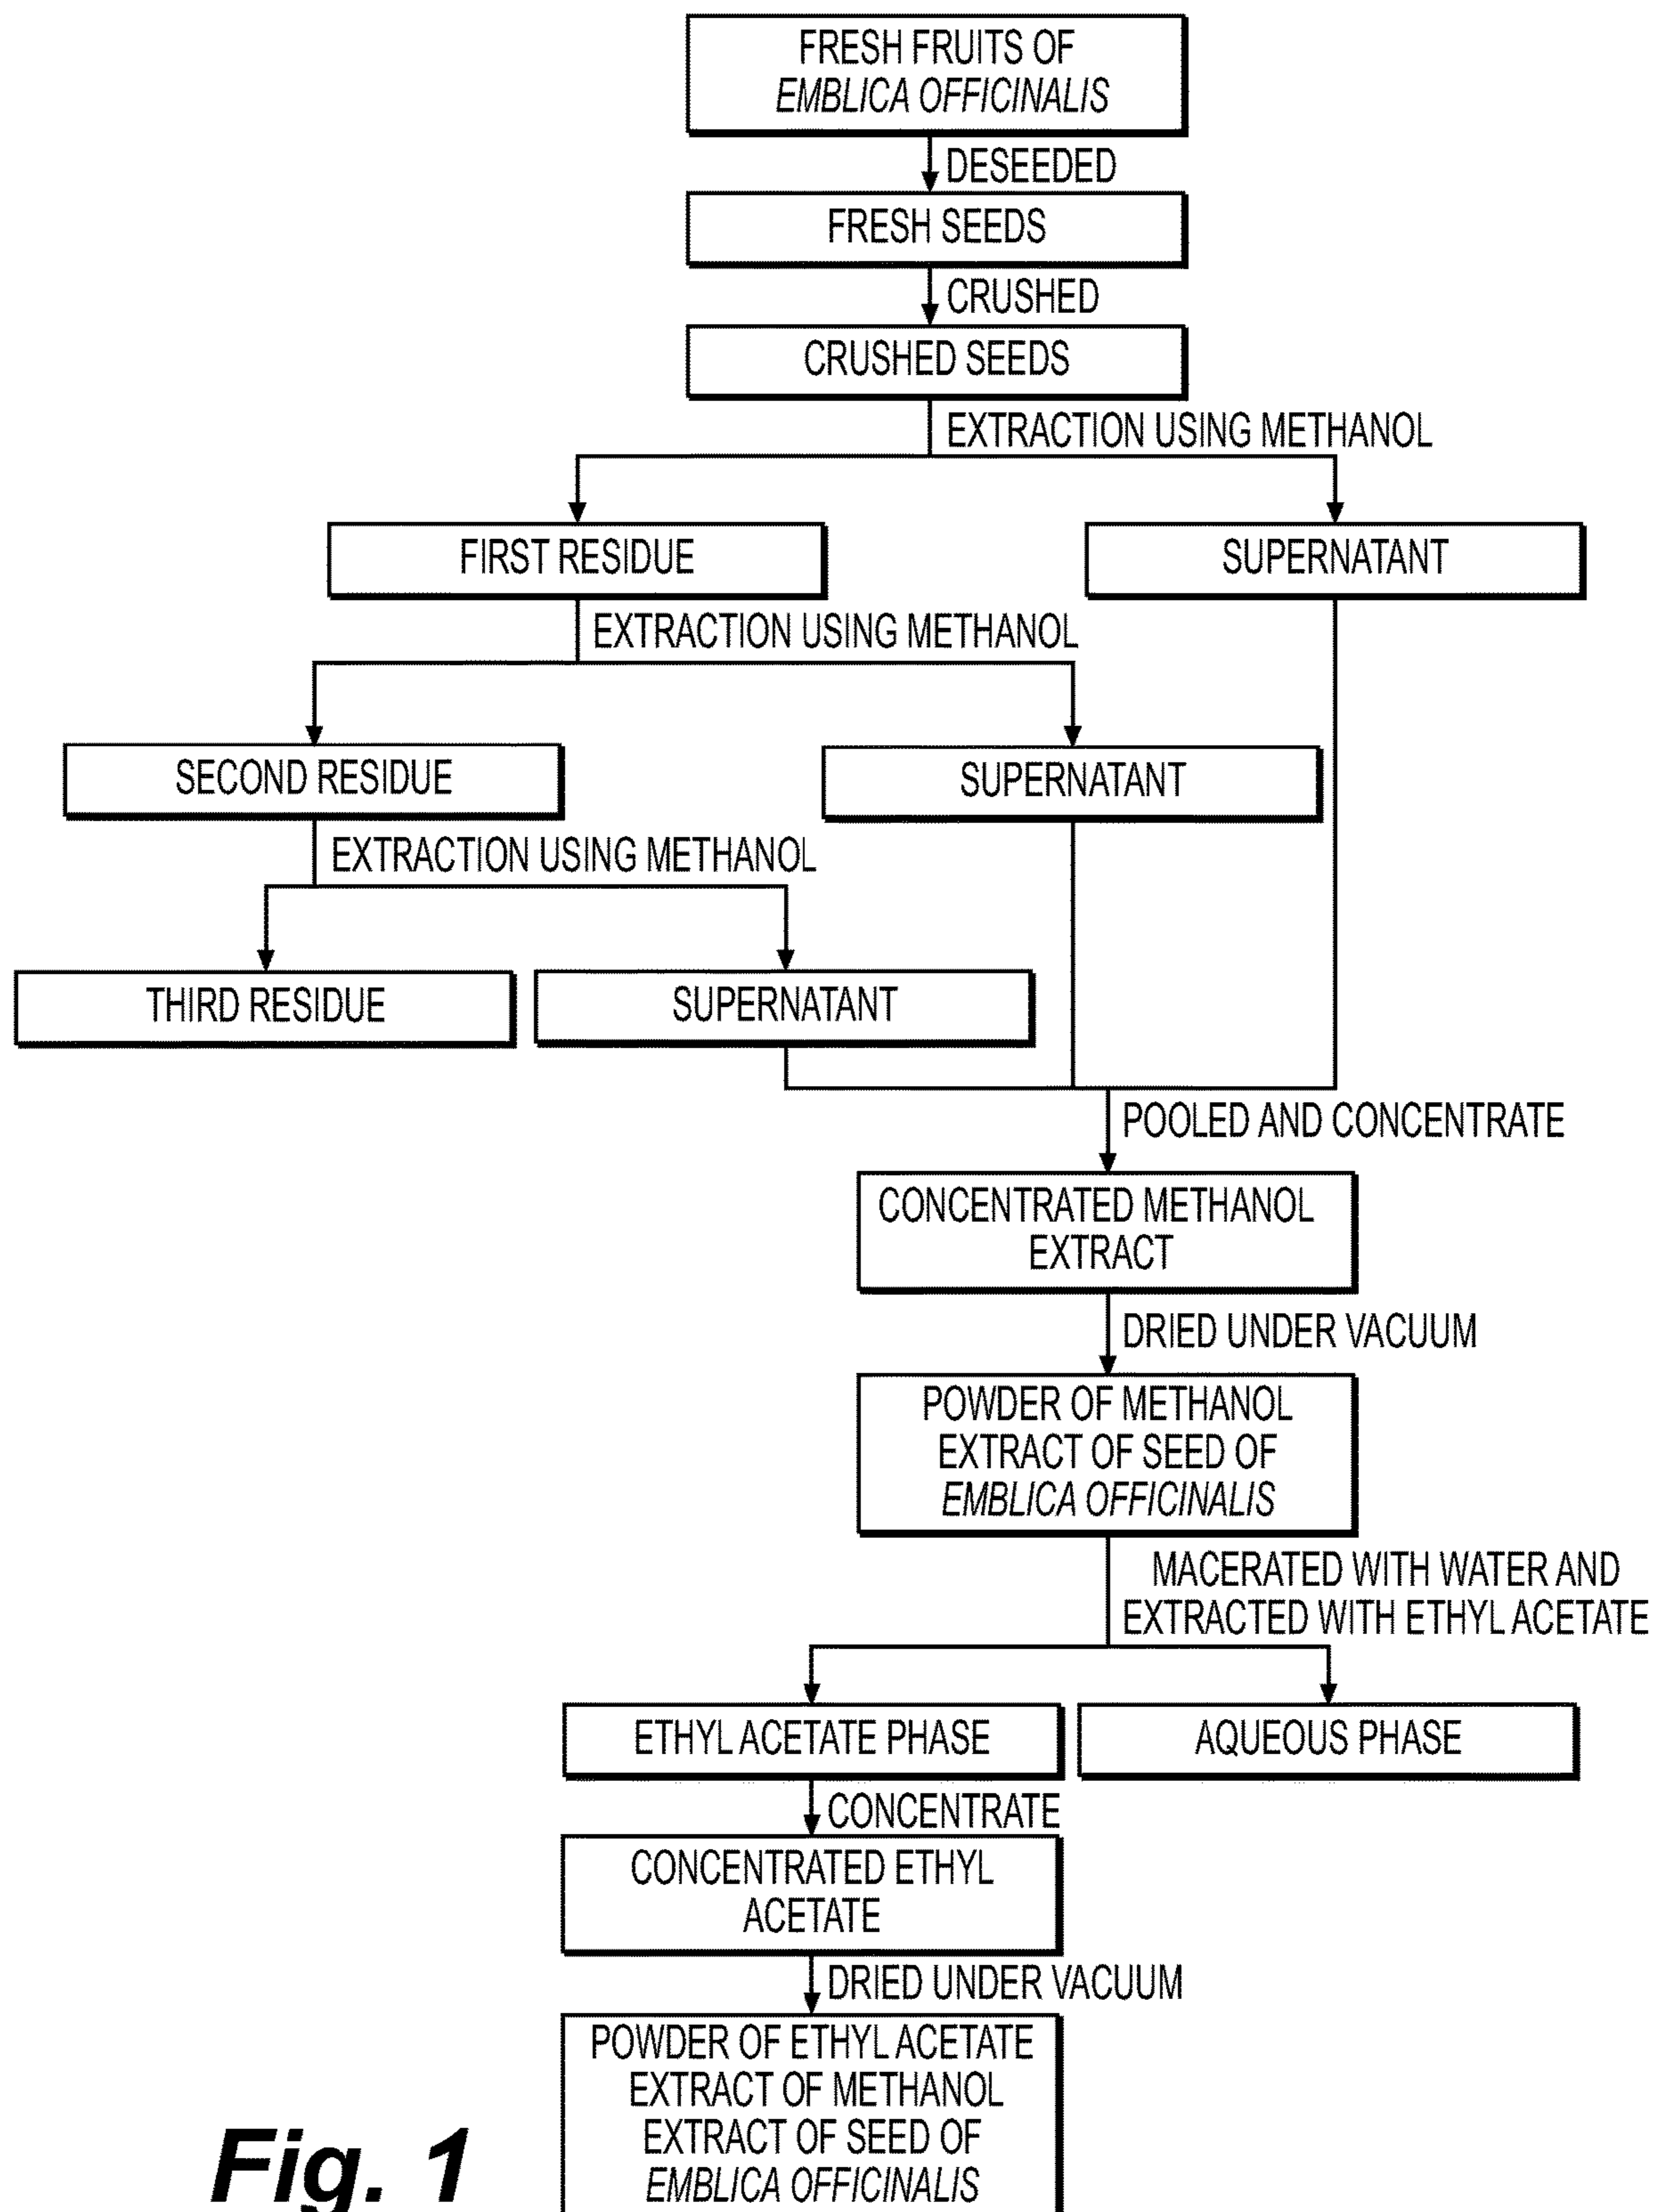 FRESH FRUITS OF
EMBLICA OFFICINALIS
DESEEDED
FRESH SEEDS
CRUSHED
CRUSHED SEEDS
EXTRACTION USING METHANOL
FIRST RESIDUE
SUPERNATANT
EXTRACTION USING METHANOL
SECOND RESIDUE
SUPERNATANT
EXTRACTION USING METHANOL
THIRD RESIDUE
SUPERNATANT
POOLED AND CONCENTRATE
CONCENTRATED METHANOL
EXTRACT
DRIED UNDER VACUUM
POWDER OF METHANOL
EXTRACT OF SEED OF
EMBLICA OFFICINALIS
MACERATED WITH WATER AND
EXTRACTED WITH ETHYL ACETATE
ETHYL ACETATE PHASE
AQUEOUS PHASE
CONCENTRATE
CONCENTRATED ETHYL
ACETATE
DRIED UNDER VACUUM
POWDER OF ETHYL ACETATE
EXTRACT OF METHANOL
EXTRACT OF SEED OF
EMBLICA OFFICINALIS
Fig. 1